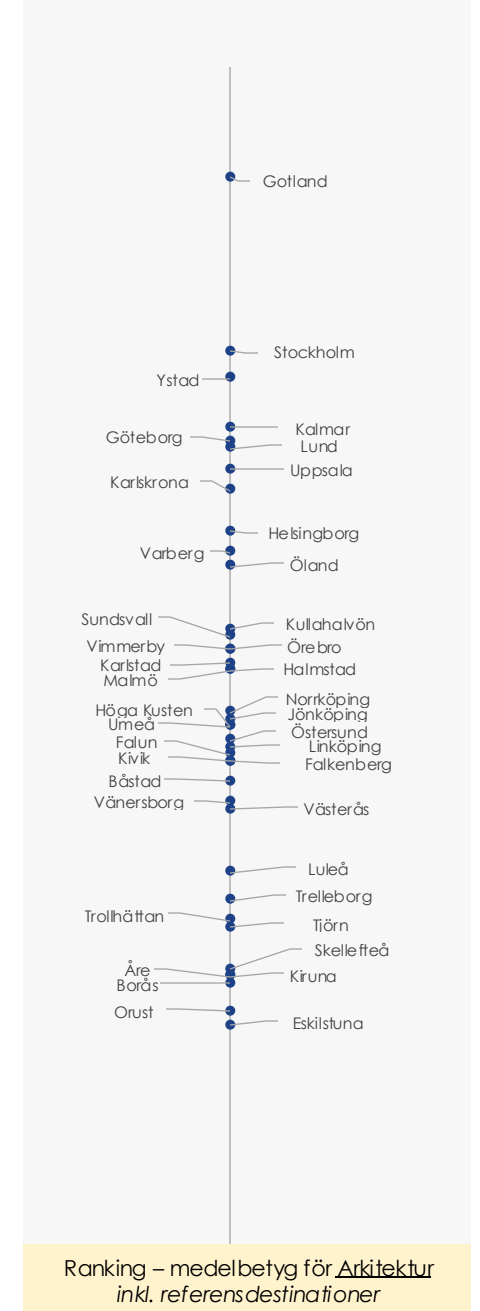 Gotland
Stockholm
Ystad
Kalmar
Göteborg
Lund
Uppsala
Karlskrona
Helsingborg
Varberg
Öland
Sundsvall
Kullahalvön
Vimmerby
Örebro
Karlstad
Halmstad
Malmö
Norrköping
Höga Kusten
Jönköping
Umeå
Östersund
Falun
Linköping
Kivik
Falkenberg
Båstad
Vänersborg
Västerås
Luleå
Trelleborg
Trollhättan
Tjörn
Skellefteå
Åre
Kiruna
Borås
Orust
Eskilstuna
Ranking – medelbetyg för Arkitektur
inkl. referensdestinationer